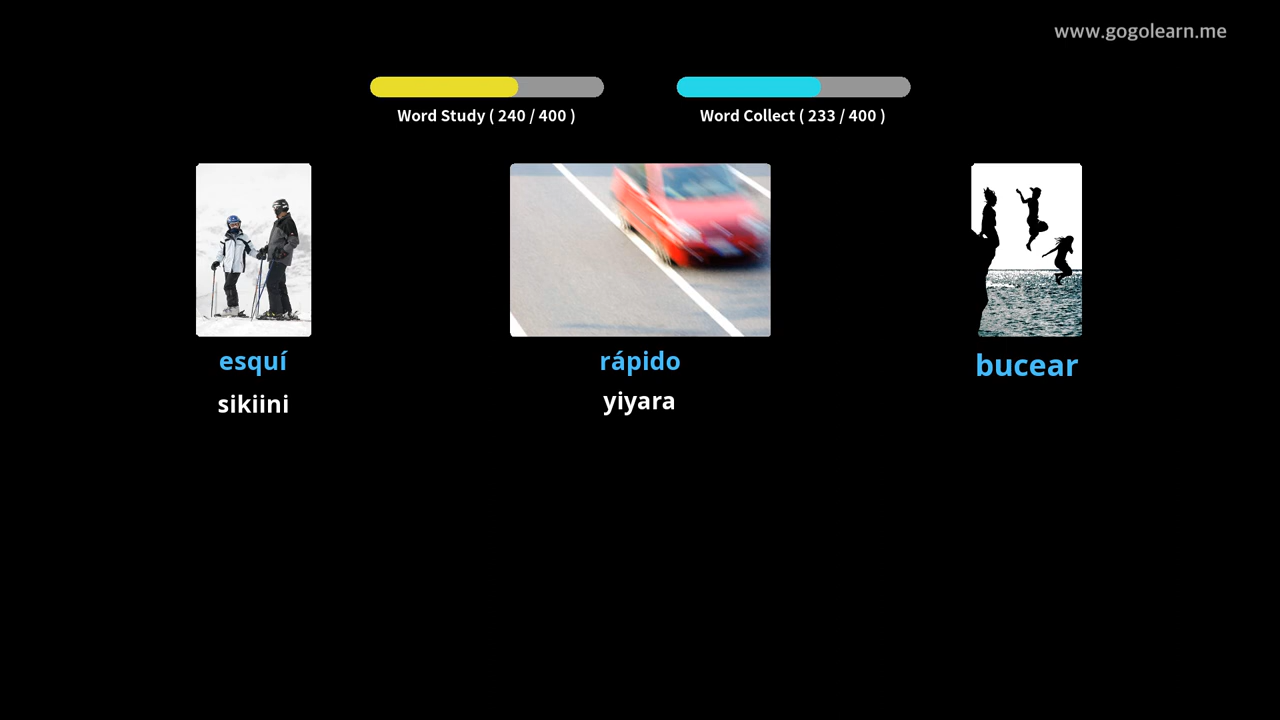 www.gogolearn.me
Word Study ( 240 / 400 )
Word Collect ( 233 / 400 )
esquí
rápido
bucear
sikiini
yiyara